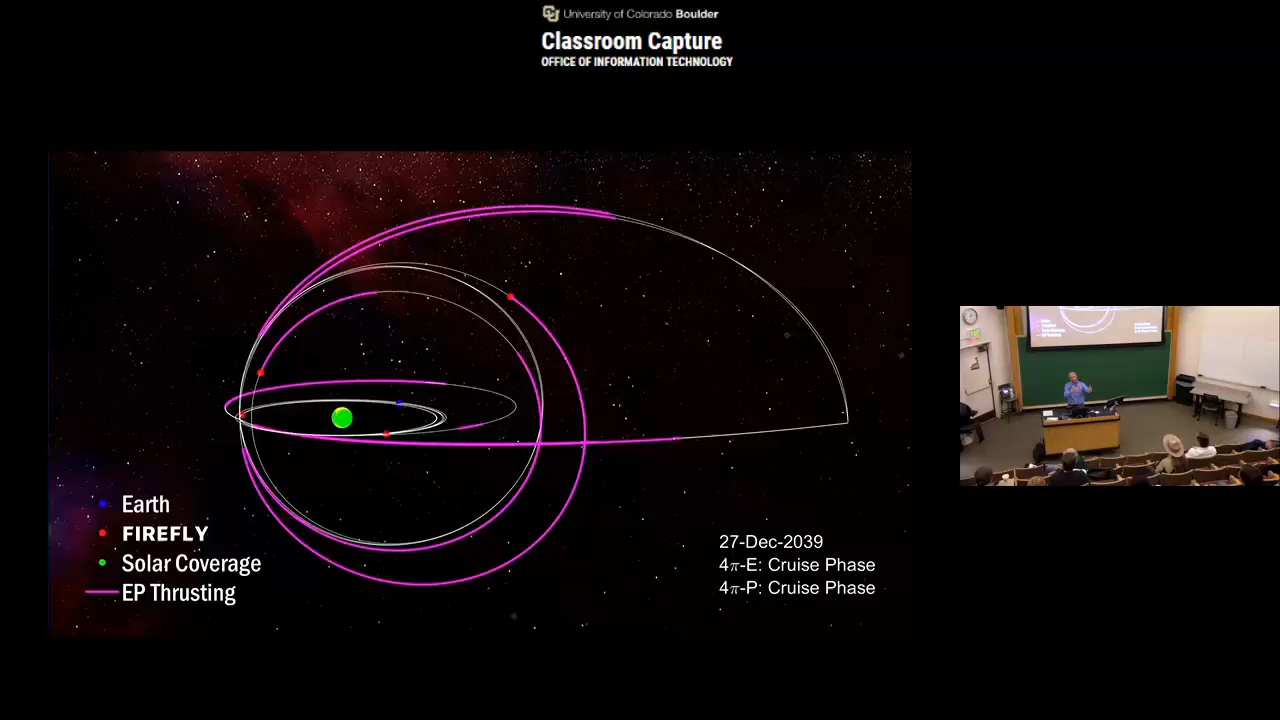 University of Colorado Boulder
Classroom Capture
OFFICE OF INFORMATION TECHNOLOGY
Earth
FIREFLY
Solar Coverage
EP Thrusting
27-Dec-2039
4π-E: Cruise Phase
4π-P: Cruise Phase